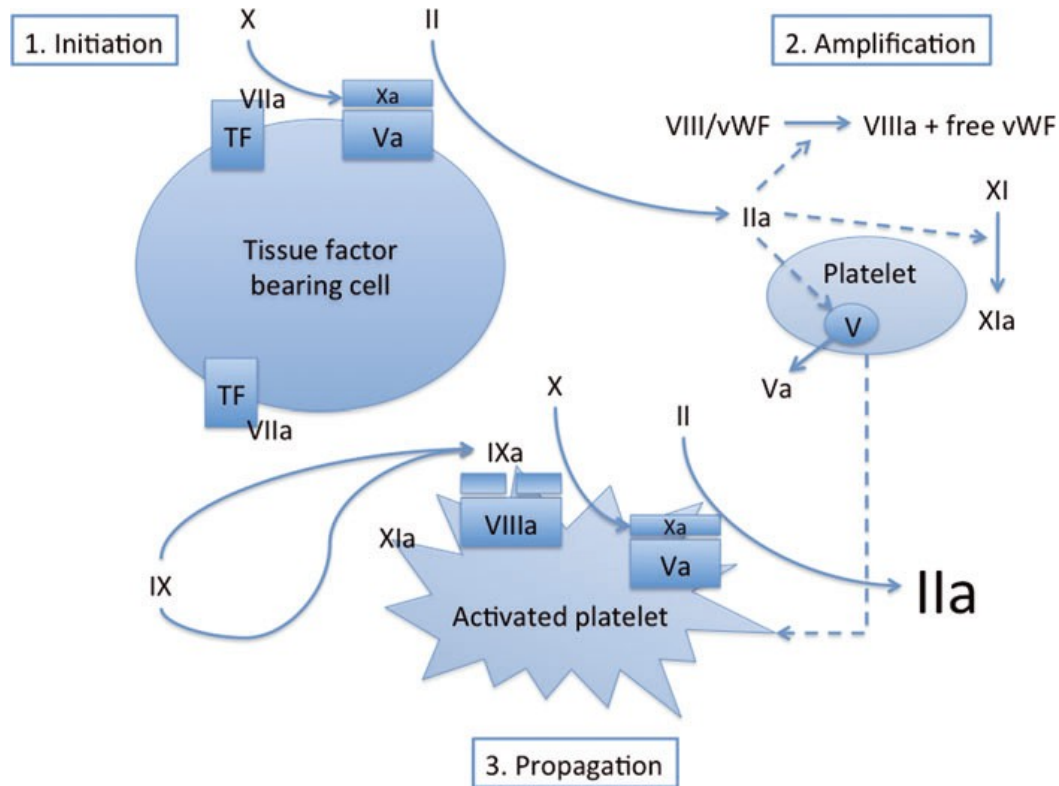 1. Initiation
X
II
VIIa
TF
Xa
Va
Tissue factor
bearing cell
TF
VIIa
2. Amplification
VIII/vWF
VIIIa + free vWF
IIa
XI
Platelet
V
XIa
Va
X
II
IXa
VIIIa
XIa
Xa
Va
IX
IIa
Activated platelet
3. Propagation